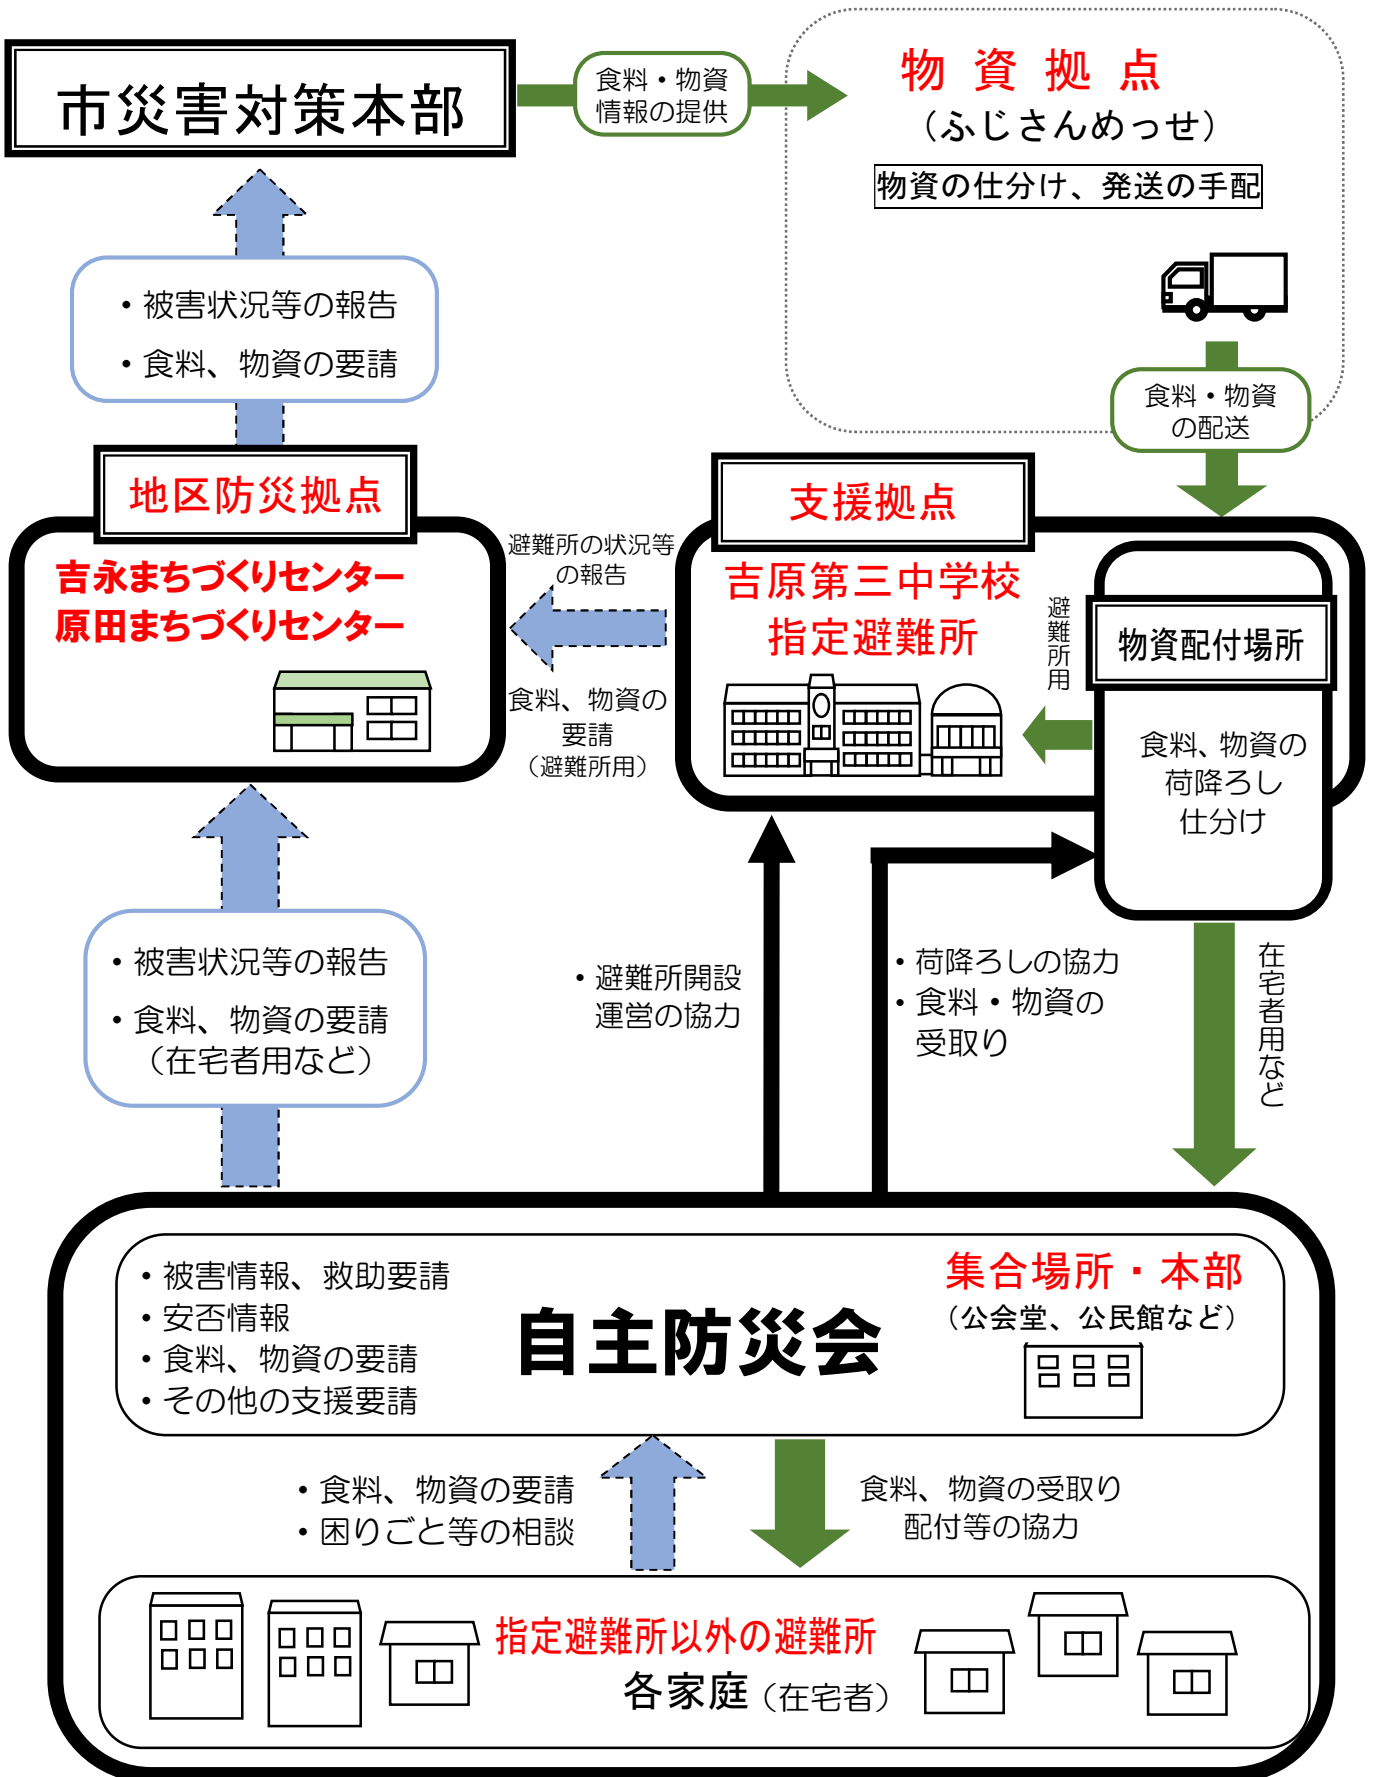 市災害対策本部
食料・物資
情報の提供
物資拠点
（ふじさんめっせ）
物資の仕分け、発送の手配
・被害状況等の報告
・食料、物資の要請
食料・物資
の配送
地区防災拠点
吉永まちづくりセンター
原田まちづくりセンター
避難所の状況等
の報告
食料、物資の
要請
（避難所用）
支援拠点
吉原第三中学校
指定避難所
避難所用
物資配付場所
食料、物資の
荷降ろし
仕分け
・被害状況等の報告
・食料、物資の要請
（在宅者用など）
・避難所開設
運営の協力
・荷降ろしの協力
・食料・物資の
受取り
在宅者用など
・被害情報、救助要請
・安否情報
・食料、物資の要請
・その他の支援要請
自主防災会
集合場所・本部
（公会堂、公民館など）
・食料、物資の要請
・困りごと等の相談
食料、物資の受取り
配付等の協力
指定避難所以外の避難所
各家庭（在宅者）